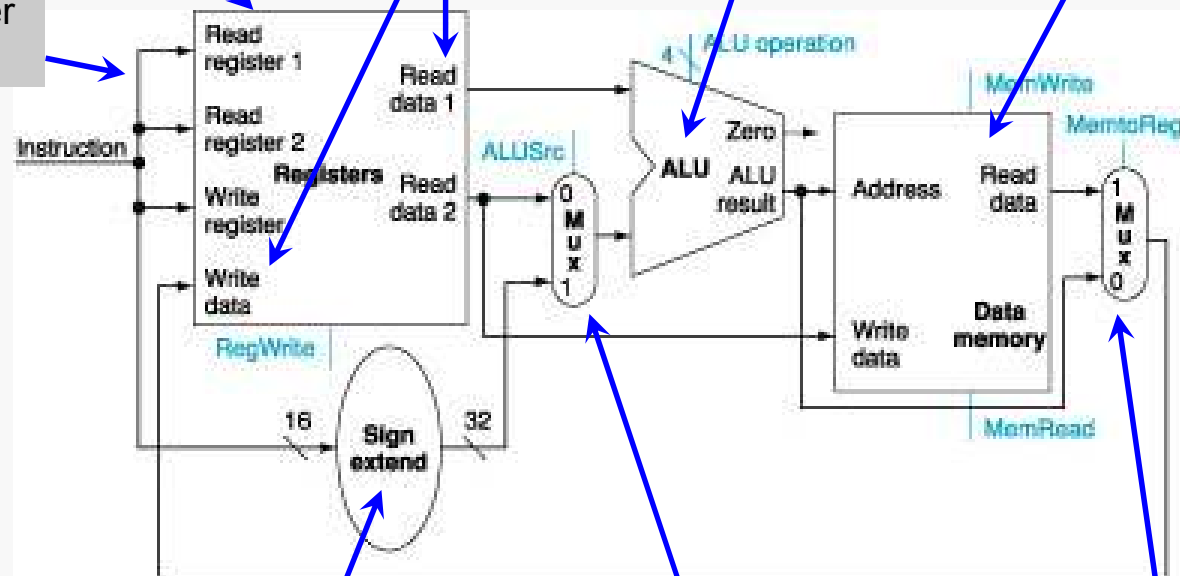 er
Read
register 1
Read
register 2
Registers
Write
register
Write
data
Read
data 1
Read
data 2
Instruction
RegWrite
16
Sign
extend
32
ALUSrc
0
M
u
x
1
4
ALU operation
Zero
ALU
ALU
result
MemWrite
Address
Read
data
Write
data
Data
memory
MemRead
MemtoReg
1
M
u
x
0